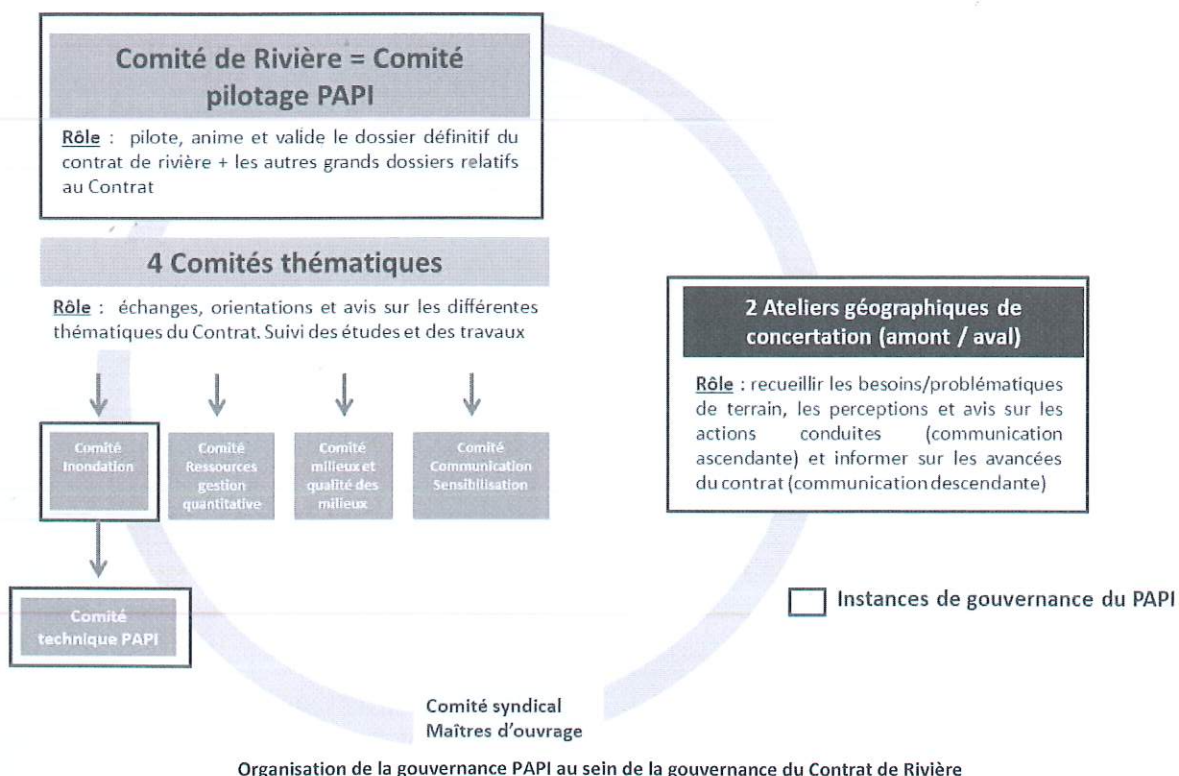 Comité de Rivière = Comité
pilotage PAPI
Rôle : pilote, anime et valide le dossier définitif du
contrat de rivière + les autres grands dossiers relatifs
au Contrat
4 Comités thématiques
Rôle : échanges, orientations et avis sur les différentes
thématiques du Contrat. Suivi des études et des travaux
Comité
Inondation
Comité
Ressources
gestion
quantitative
Comité
milieux et
qualité des
milieux
Comité
Communication
Sensibilisation
Comité
technique PAPI
2 Ateliers géographiques de
concertation (amont / aval)
Rôle : recueillir les besoins/problématiques
de terrain, les perceptions et avis sur les
actions conduites (communication
ascendante) et informer sur les avancées
du contrat (communication descendante)
Instances de gouvernance du PAPI
Comité syndical
Maîtres d'ouvrage
Organisation de la gouvernance PAPI au sein de la gouvernance du Contrat de Rivière